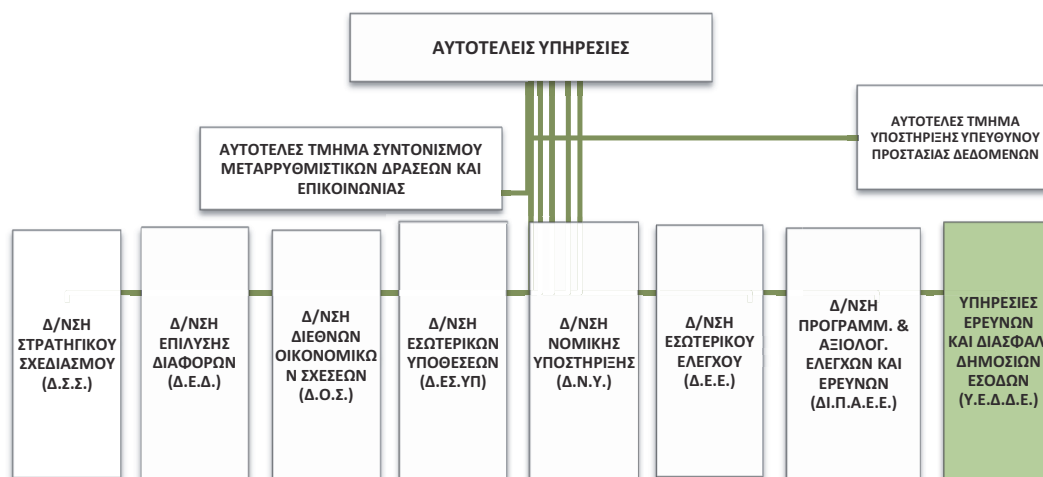 ΑΥΤΟΤΕΛΕΙΣ ΥΠΗΡΕΣΙΕΣ
ΑΥΤΟΤΕΛΕΣ ΤΜΗΜΑ
ΥΠΟΣΤΗΡΙΞΗΣ ΥΠΕΥΘΥΝΟΥ
ΠΡΟΣΤΑΣΙΑΣ ΔΕΔΟΜΕΝΩΝ
ΑΥΤΟΤΕΛΕΣ ΤΜΗΜΑ ΣΥΝΤΟΝΙΣΜΟΥ
ΜΕΤΑΡΡΥΘΜΙΣΤΙΚΩΝ ΔΡΑΣΕΩΝ ΚΑΙ
ΕΠΙΚΟΙΝΩΝΙΑΣ
Δ/ΝΣΗ
ΣΤΡΑΤΗΓΙΚΟΥ
ΣΧΕΔΙΑΣΜΟΥ
(Δ.Σ.Σ.)
Δ/ΝΣΗ
ΕΠΙΛΥΣΗΣ
ΔΙΑΦΟΡΩΝ
(Δ.Ε.Δ.)
Δ/ΝΣΗ
ΔΙΕΘΝΩΝ
ΟΙΚΟΝΟΜΙΚΩ
Ν ΣΧΕΣΕΩΝ
(Δ.Ο.Σ.)
Δ/ΝΣΗ
ΕΣΩΤΕΡΙΚΩΝ
ΥΠΟΘΕΣΕΩΝ
(Δ.ΕΣ.ΥΠ)
Δ/ΝΣΗ
ΝΟΜΙΚΗΣ
ΥΠΟΣΤΗΡΙΞΗΣ
(Δ.Ν.Υ.)
Δ/ΝΣΗ
ΕΣΩΤΕΡΙΚΟΥ
ΕΛΕΓΧΟΥ
(Δ.Ε.Ε.)
Δ/ΝΣΗ
ΠΡΟΓΡΑΜΜ. &
ΑΞΙΟΛΟΓ.
ΕΛΕΓΧΩΝ ΚΑΙ
ΕΡΕΥΝΩΝ
(ΔΙ.Π.Α.Ε.Ε.)
ΥΠΗΡΕΣΙΕΣ
ΕΡΕΥΝΩΝ
ΚΑΙ ΔΙΑΣΦΑΛ
ΔΗΜΟΣΙΩΝ
ΕΣΟΔΩΝ
(Υ.Ε.Δ.Δ.Ε.)